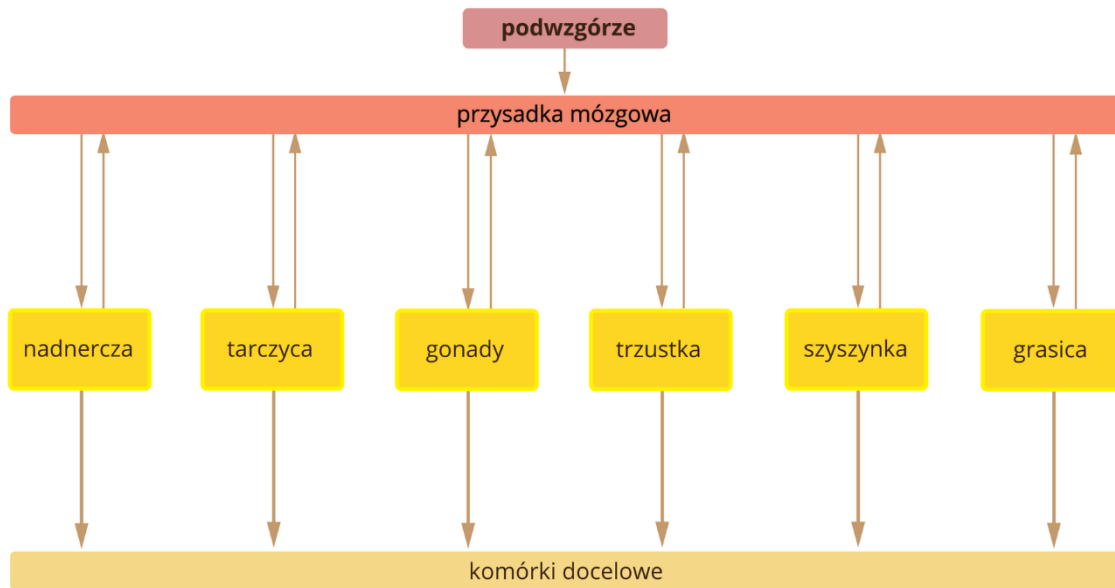 podwzgórze
przysadka mózgowa
nadnercza
tarczyca
gonady
trzustka
szyszynka
grasica
komórki docelowe